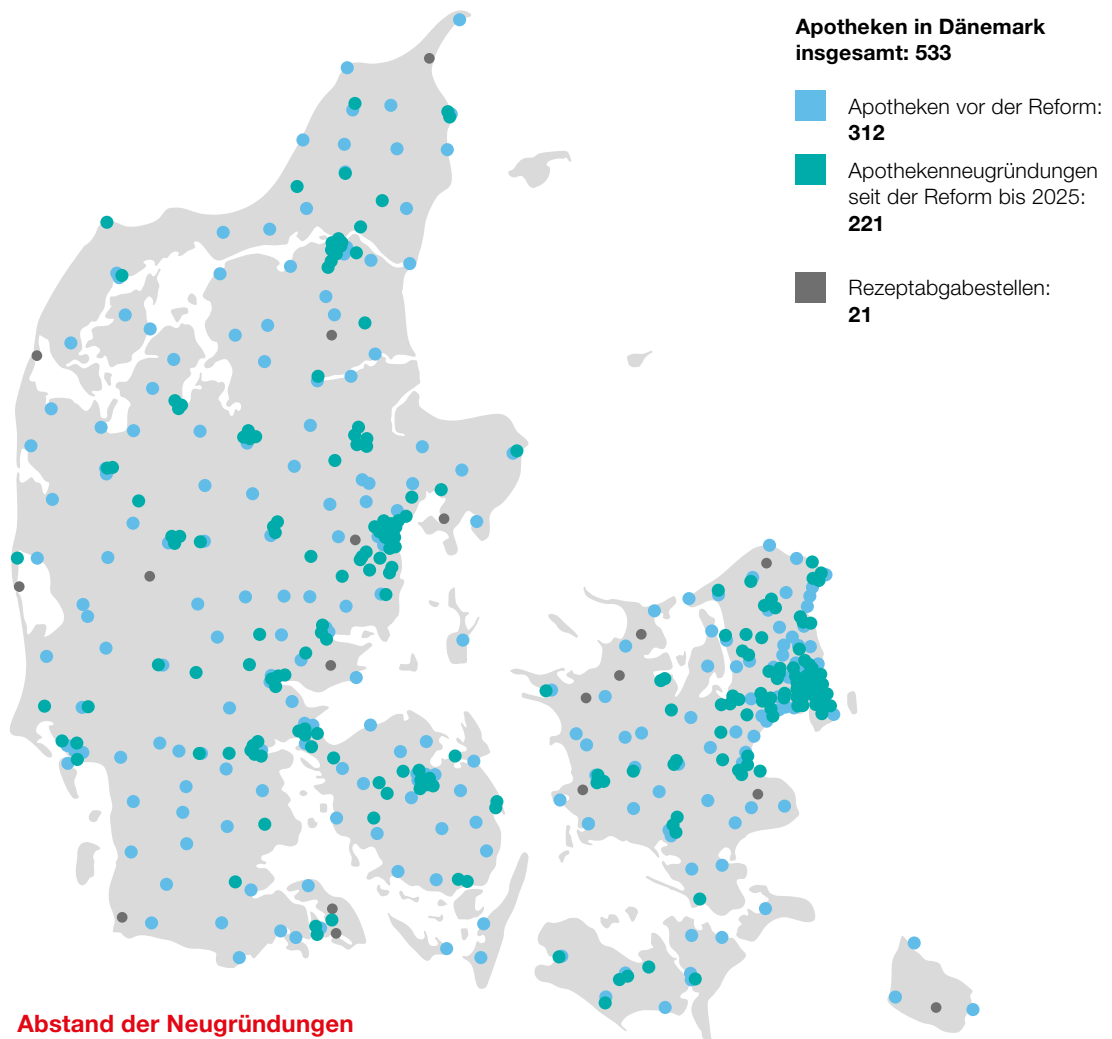 Apotheken in Dänemark
insgesamt: 533
Apotheken vor der Reform:
312
Apothekenneugründungen
seit der Reform bis 2025:
221
Rezeptabgabestellen:
21
Abstand der Neugründungen